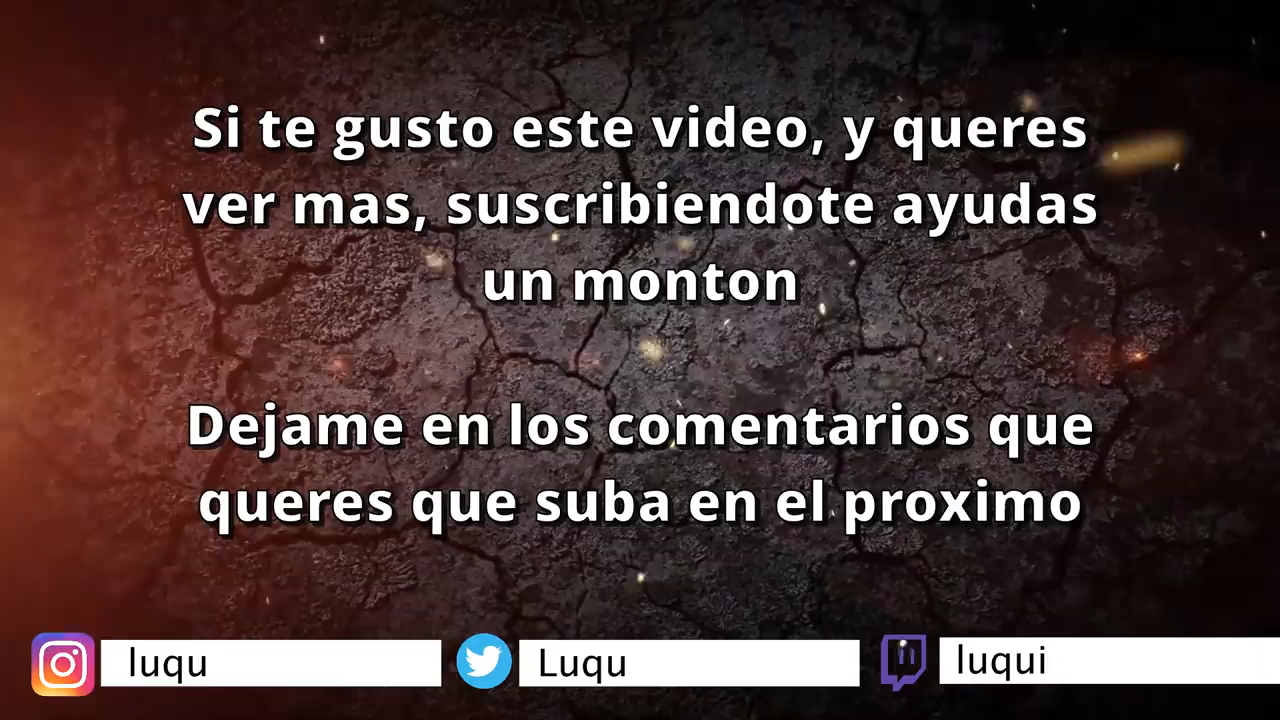 Si te gusto este video, y queres
ver mas, suscribiendote ayudas
un monton
Dejame en los comentarios que
queres que suba en el proximo
luqu
Luqu
luqui